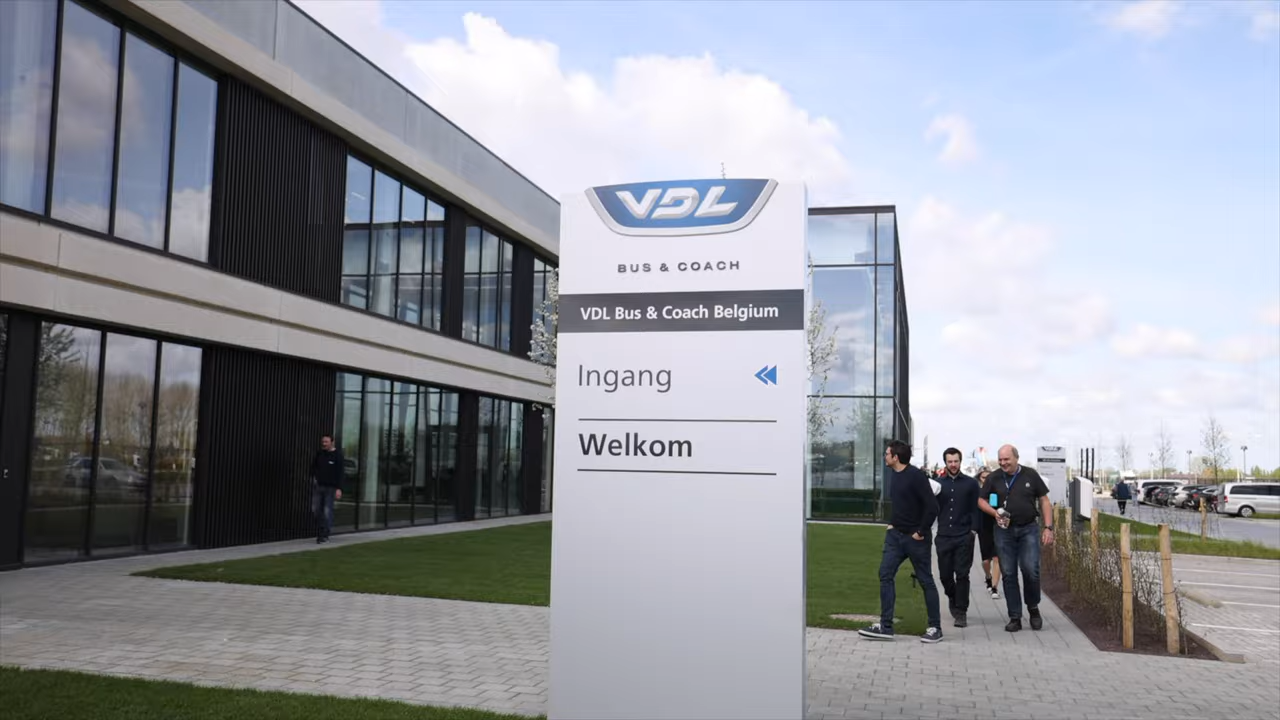 VDL
BUS & COACH
VDL Bus & Coach Belgium
Ingang
Welkom